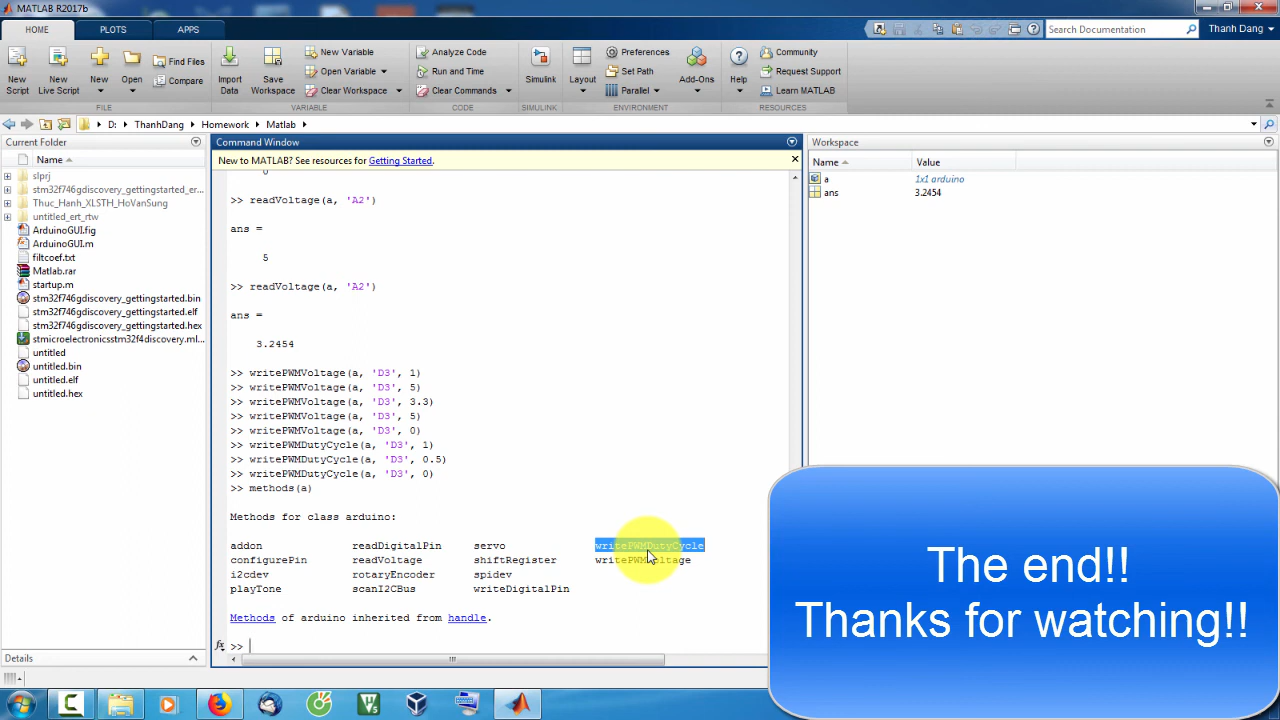 MATLAB R2017b
HOME PLOTS APPS
Search Documentation Thanh Dang
New Script
New Live Script
New
Open
Find Files
Compare
FILE
Import Data
Save Workspace
New Variable
Open Variable
Clear Workspace
VARIABLE
Analyze Code
Run and Time
Clear Commands
CODE
Simulink
SIMULINK
Layout
Preferences
Set Path
Parallel
Add-Ons
ENVIRONMENT
Help
Community
Request Support
Learn MATLAB
RESOURCES
D: ThanhDang Homework Matlab
Current Folder
Name
slprj
stm32f746gdiscovery_gettingstarted_er...
Thuc_Hanh_XLSTH_HoVanSung
untitled_ert_rtw
ArduinoGUI.fig
ArduinoGUI.m
filtcoef.txt
Matlab.rar
startup.m
stm32f746gdiscovery_gettingstarted.bin
stm32f746gdiscovery_gettingstarted.elf
stm32f746gdiscovery_gettingstarted.hex
stmicroelectronicsstm32f4discovery.ml...
untitled
untitled.bin
untitled.elf
untitled.hex
Details
Command Window
New to MATLAB? See resources for Getting Started.
0
>> readVoltage(a, 'A2')
ans =
5
>> readVoltage(a, 'A2')
ans =
3.2454
>> writePWMVoltage(a, 'D3', 1)
>> writePWMVoltage(a, 'D3', 5)
>> writePWMVoltage(a, 'D3', 3.3)
>> writePWMVoltage(a, 'D3', 5)
>> writePWMVoltage(a, 'D3', 0)
>> writePWMDutyCycle(a, 'D3', 1)
>> writePWMDutyCycle(a, 'D3', 0.5)
>> writePWMDutyCycle(a, 'D3', 0)
>> methods(a)
Methods for class arduino:
addon readDigitalPin servo writePWMDutyCycle
configurePin readVoltage shiftRegister writePWMVoltage
i2cdev rotaryEncoder spidev
playTone scanI2CBus writeDigitalPin
Methods of arduino inherited from handle.
fx >>
Workspace
Name Value
a 1x1 arduino
ans 3.2454
The end!!
Thanks for watching!!